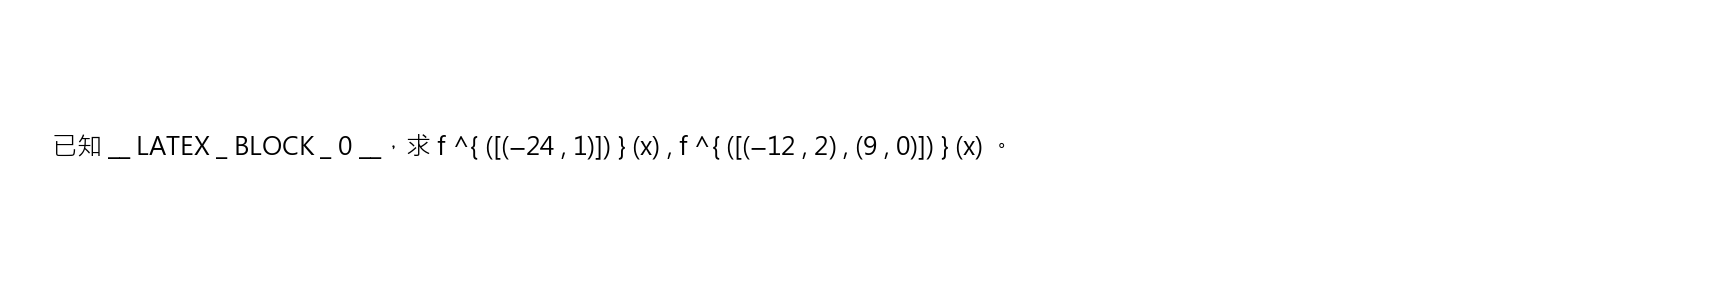 已知 __ LATEX _ BLOCK _ 0 __，求 f ^{ ([(−24 , 1)]) } (x) , f ^{ ([(−12 , 2) , (9 , 0)]) } (x) 。